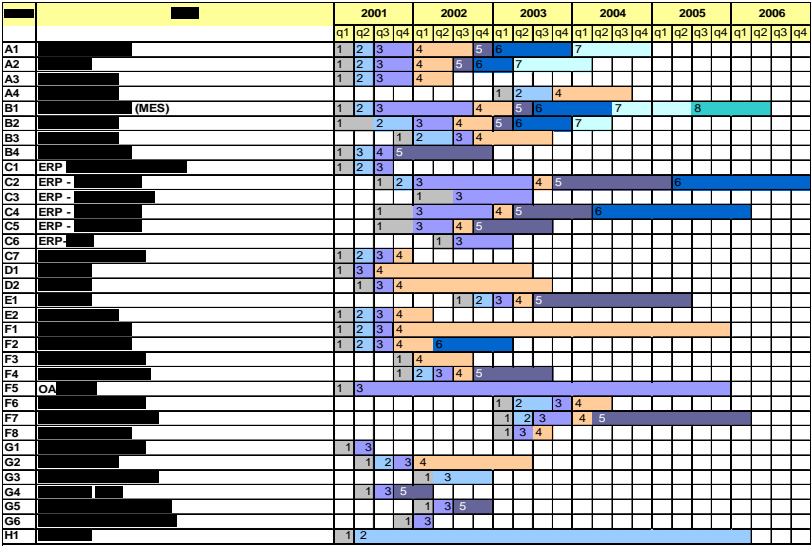 2001 2002 2003 2004 2005 2006
q1 q2 q3 q4 q1 q2 q3 q4 q1 q2 q3 q4 q1 q2 q3 q4 q1 q2 q3 q4 q1 q2 q3 q4
A1 1 2 3 4 5 6 7
A2 1 2 3 4 5 6 7
A3 1 2 3 4
A4 1 2 4
B1 (MES) 1 2 3 4 5 6 7 8
B2 1 2 3 4 5 6 7
B3 1 2 3 4
B4 1 3 4 5
C1 ERP 1 2 3
C2 ERP - 1 2 3 4 5 6
C3 ERP - 1 3
C4 ERP - 1 3 4 5 6
C5 ERP - 1 3 4 5
C6 ERP- 1 3
C7 1 2 3 4
D1 1 3 4
D2 1 3 4
E1 1 2 3 4 5
E2 1 2 3 4
F1 1 2 3 4
F2 1 2 3 4 6
F3 1 4
F4 1 2 3 4 5
F5 OA 1 3
F6 1 2 3 4
F7 1 2 3 4 5
F8 1 3 4
G1 1 3
G2 1 2 3 4
G3 1 3
G4 1 3 5
G5 1 3 5
G6 1 3
H1 1 2